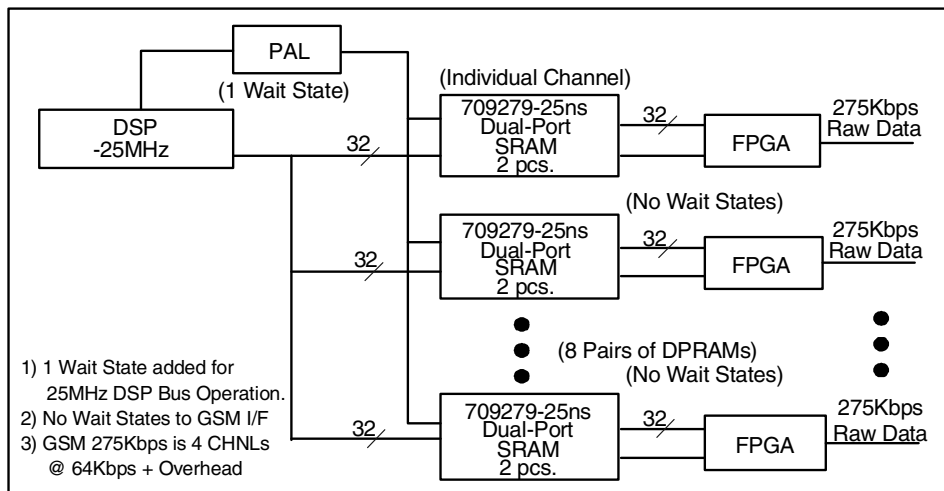 PAL
(1 Wait State)
DSP
-25MHz
(Individual Channel)
709279-25ns
Dual-Port
SRAM
2 pcs.
32
32
FPGA
275Kbps
Raw Data
(No Wait States)
709279-25ns
Dual-Port
SRAM
2 pcs.
32
32
FPGA
275Kbps
Raw Data
(8 Pairs of DPRAMs)
(No Wait States)
709279-25ns
Dual-Port
SRAM
2 pcs.
32
32
FPGA
275Kbps
Raw Data
1) 1 Wait State added for
25MHz DSP Bus Operation.
2) No Wait States to GSM I/F
3) GSM 275Kbps is 4 CHNLs
@ 64Kbps + Overhead